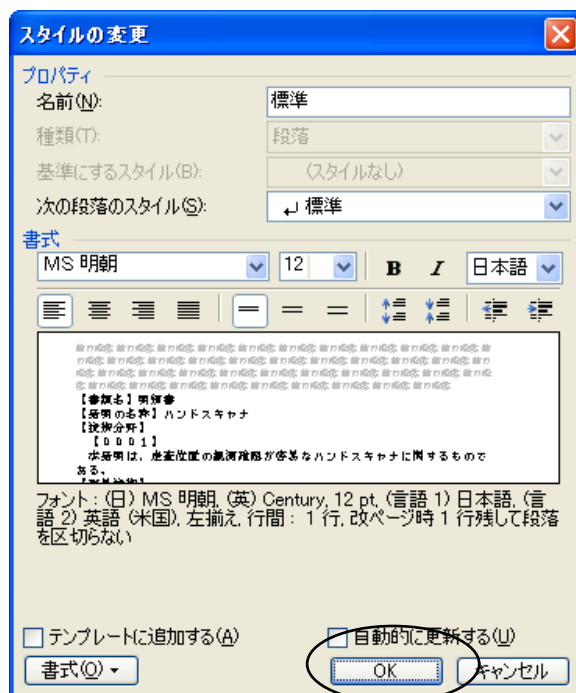 スタイルの変更
プロパティ
名前(N): 標準
種類(T): 段落
基準にするスタイル(B): (スタイルなし)
次の段落のスタイル(S): ↵ 標準
書式
MS 明朝 12 B I 日本語
【書類名】明細書
【発明の名称】ハンドスキャナ
【技術分野】
【0001】
本発明は、走査位置の観測確認が容易なハンドスキャナに関するもので
ある。
フォント : (日) MS 明朝, (英) Century, 12 pt, (言語 1) 日本語, (言
語 2) 英語 (米国), 左揃え, 行間 : 1 行, 改ページ時 1 行残して段落
を区切らない
テンプレートに追加する(A) 自動的に更新する(U)
書式(O) OK キャンセル